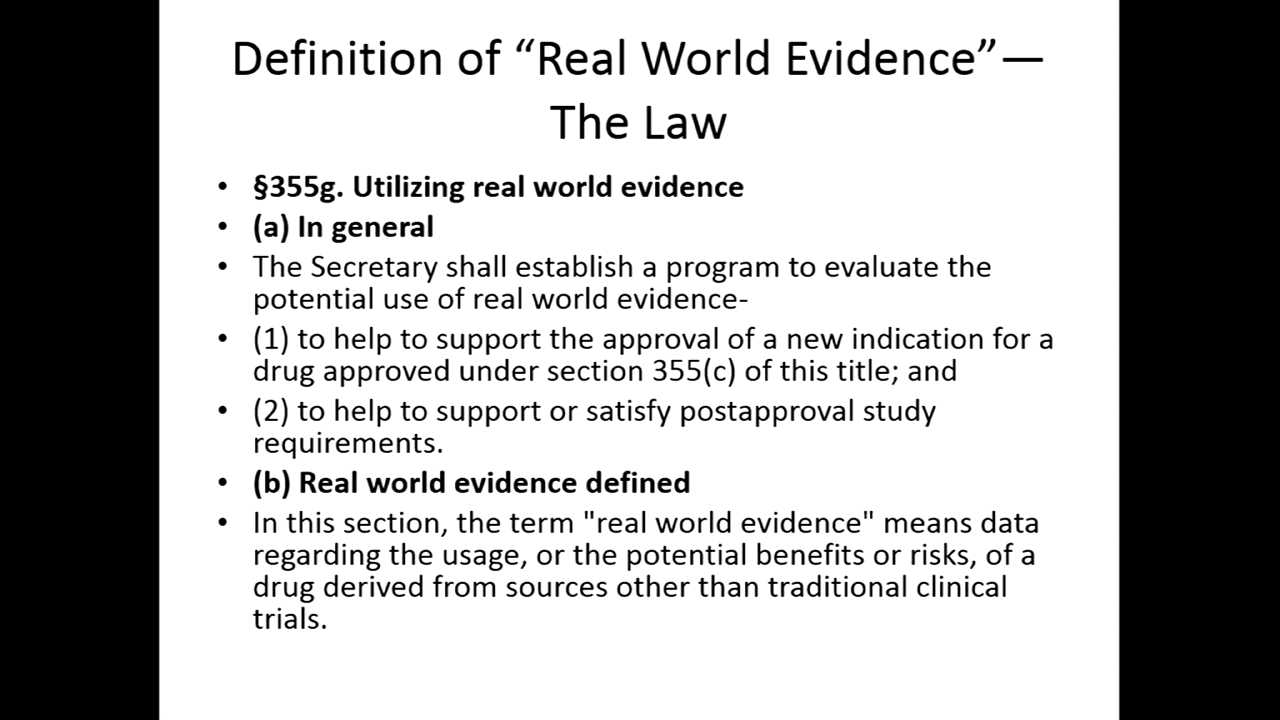 Definition of “Real World Evidence”—
The Law
• §355g. Utilizing real world evidence
• (a) In general
• The Secretary shall establish a program to evaluate the
potential use of real world evidence-
• (1) to help to support the approval of a new indication for a
drug approved under section 355(c) of this title; and
• (2) to help to support or satisfy postapproval study
requirements.
• (b) Real world evidence defined
• In this section, the term "real world evidence" means data
regarding the usage, or the potential benefits or risks, of a
drug derived from sources other than traditional clinical
trials.